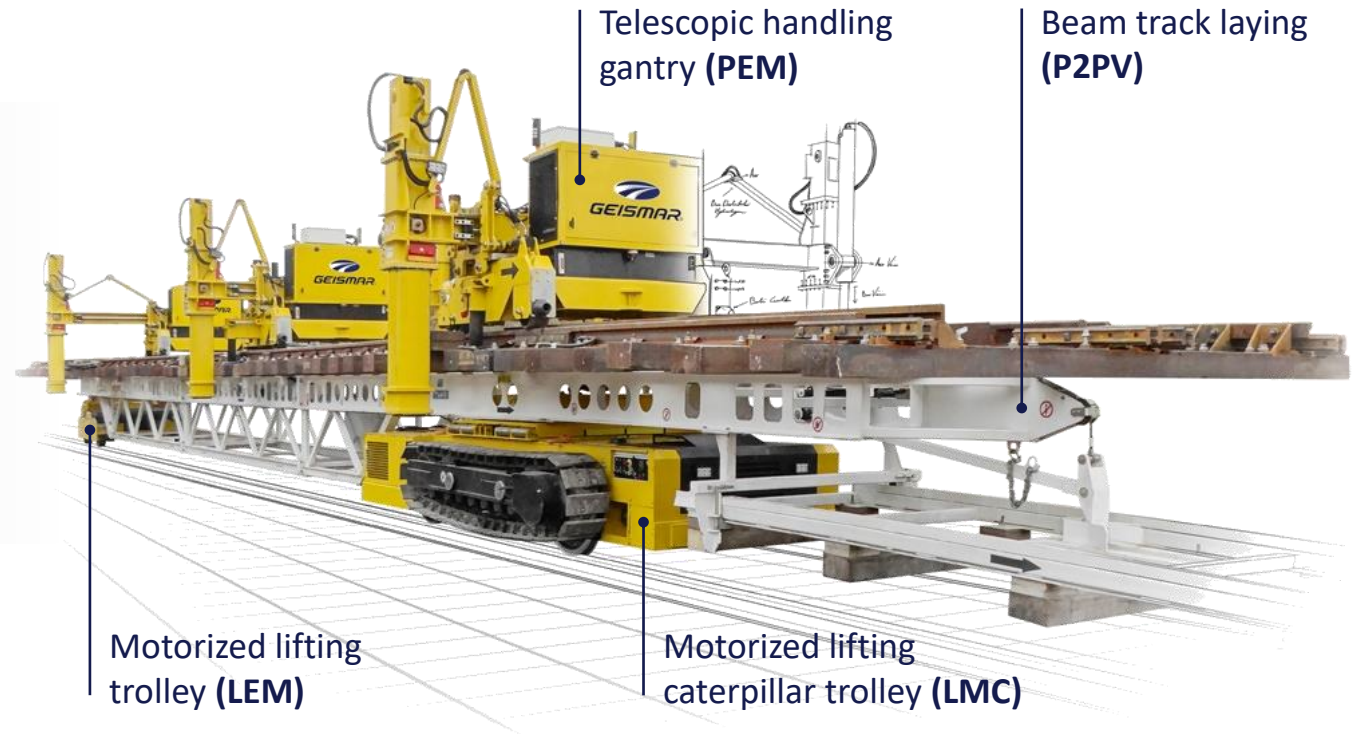 Telescopic handling
gantry (PEM)
Beam track laying
(P2PV)
GEISMAR
GEISMAR
Motorized lifting
trolley (LEM)
Motorized lifting
caterpillar trolley (LMC)